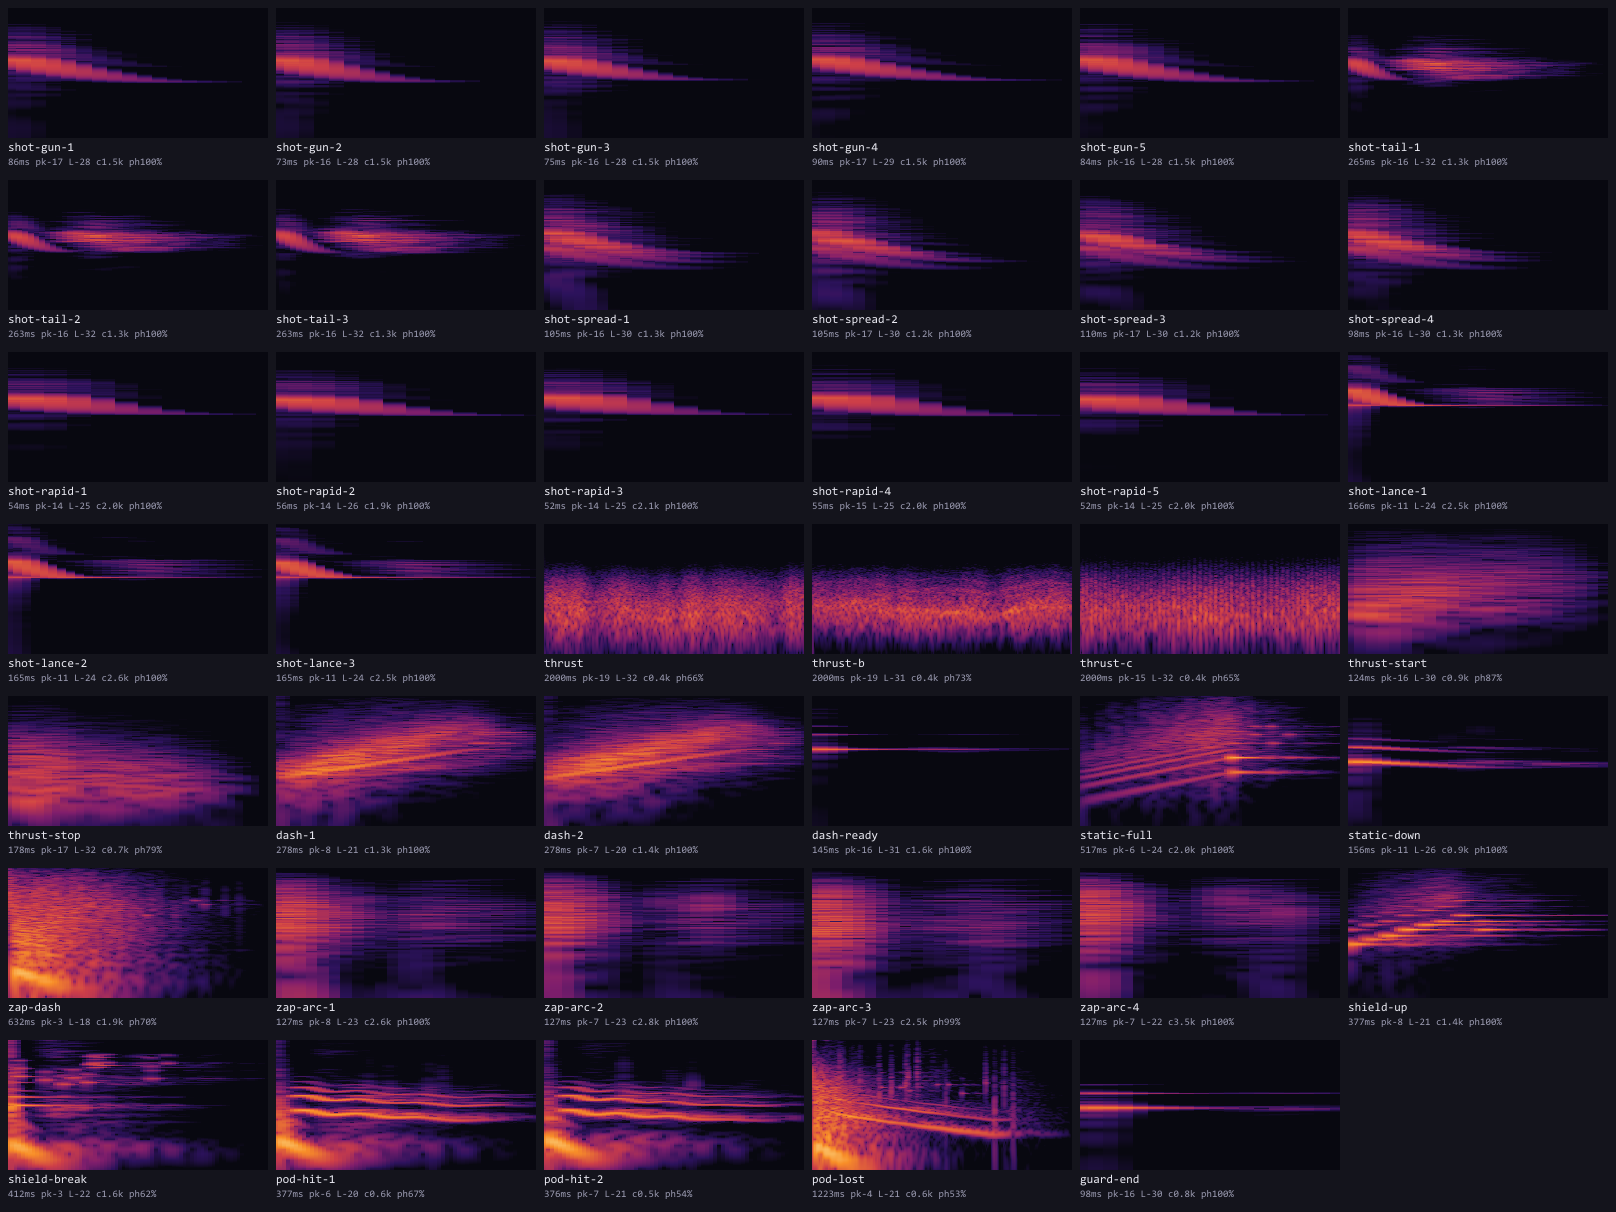 shot-gun-1
86ms pk-17 L-28 c1.5k ph100%
shot-gun-2
73ms pk-16 L-28 c1.5k ph100%
shot-gun-3
75ms pk-16 L-28 c1.5k ph100%
shot-gun-4
90ms pk-17 L-29 c1.5k ph100%
shot-gun-5
84ms pk-16 L-28 c1.5k ph100%
shot-tail-1
265ms pk-16 L-32 c1.3k ph100%
shot-tail-2
263ms pk-16 L-32 c1.3k ph100%
shot-tail-3
263ms pk-16 L-32 c1.3k ph100%
shot-spread-1
105ms pk-16 L-30 c1.3k ph100%
shot-spread-2
105ms pk-17 L-30 c1.2k ph100%
shot-spread-3
110ms pk-17 L-30 c1.2k ph100%
shot-spread-4
98ms pk-16 L-30 c1.3k ph100%
shot-rapid-1
54ms pk-14 L-25 c2.0k ph100%
shot-rapid-2
56ms pk-14 L-26 c1.9k ph100%
shot-rapid-3
52ms pk-14 L-25 c2.1k ph100%
shot-rapid-4
55ms pk-15 L-25 c2.0k ph100%
shot-rapid-5
52ms pk-14 L-25 c2.0k ph100%
shot-lance-1
166ms pk-11 L-24 c2.5k ph100%
shot-lance-2
165ms pk-11 L-24 c2.6k ph100%
shot-lance-3
165ms pk-11 L-24 c2.5k ph100%
thrust
2000ms pk-19 L-32 c0.4k ph66%
thrust-b
2000ms pk-19 L-31 c0.4k ph73%
thrust-c
2000ms pk-15 L-32 c0.4k ph65%
thrust-start
124ms pk-16 L-30 c0.9k ph87%
thrust-stop
178ms pk-17 L-32 c0.7k ph79%
dash-1
278ms pk-8 L-21 c1.3k ph100%
dash-2
278ms pk-7 L-20 c1.4k ph100%
dash-ready
145ms pk-16 L-31 c1.6k ph100%
static-full
517ms pk-6 L-24 c2.0k ph100%
static-down
156ms pk-11 L-26 c0.9k ph100%
zap-dash
632ms pk-3 L-18 c1.9k ph70%
zap-arc-1
127ms pk-8 L-23 c2.6k ph100%
zap-arc-2
127ms pk-7 L-23 c2.8k ph100%
zap-arc-3
127ms pk-7 L-23 c2.5k ph99%
zap-arc-4
127ms pk-7 L-22 c3.5k ph100%
shield-up
377ms pk-8 L-21 c1.4k ph100%
shield-break
412ms pk-3 L-22 c1.6k ph62%
pod-hit-1
377ms pk-6 L-20 c0.6k ph67%
pod-hit-2
376ms pk-7 L-21 c0.5k ph54%
pod-lost
1223ms pk-4 L-21 c0.6k ph53%
guard-end
98ms pk-16 L-30 c0.8k ph100%